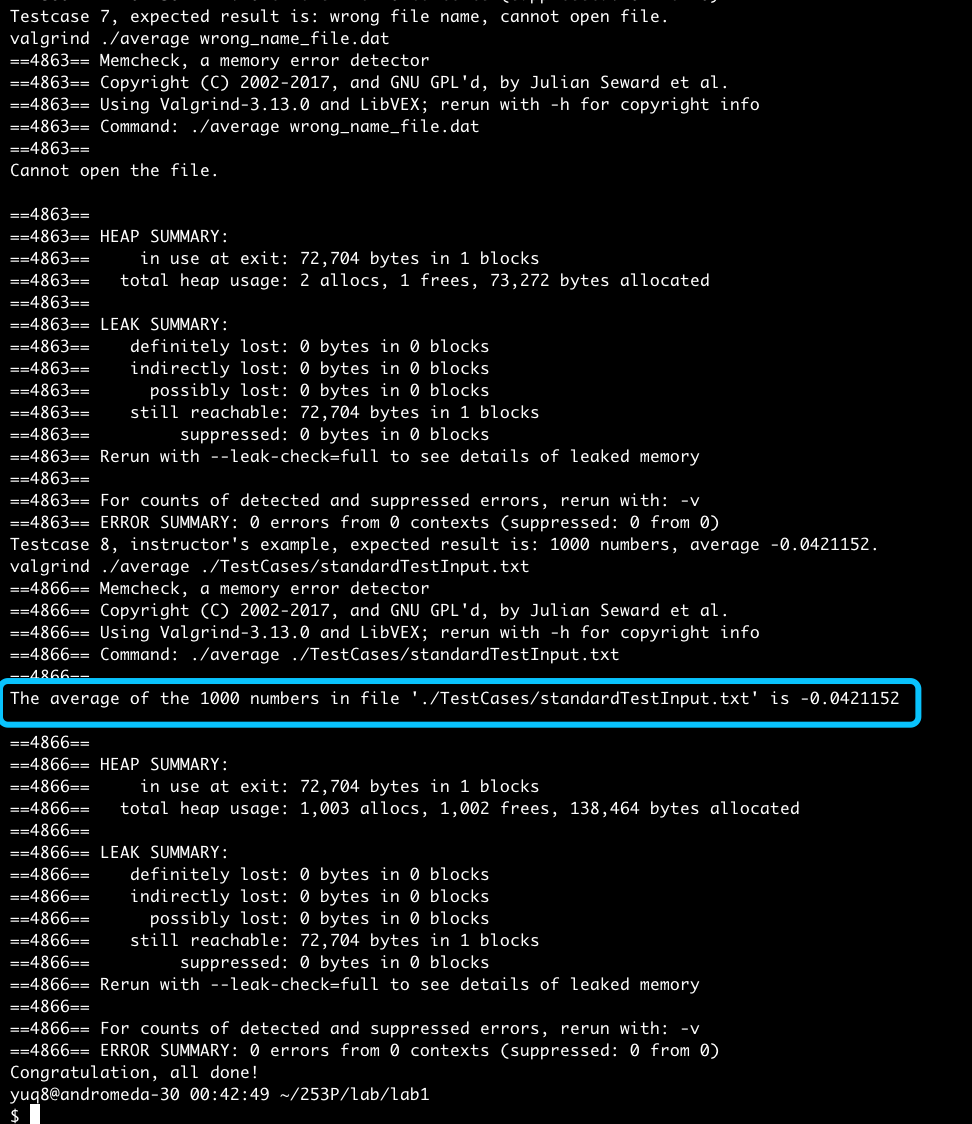 Testcase 7, expected result is: wrong file name, cannot open file.
valgrind ./average wrong_name_file.dat
==4863== Memcheck, a memory error detector
==4863== Copyright (C) 2002-2017, and GNU GPL'd, by Julian Seward et al.
==4863== Using Valgrind-3.13.0 and LibVEX; rerun with -h for copyright info
==4863== Command: ./average wrong_name_file.dat
==4863==
Cannot open the file.
==4863==
==4863== HEAP SUMMARY:
==4863==     in use at exit: 72,704 bytes in 1 blocks
==4863==   total heap usage: 2 allocs, 1 frees, 73,272 bytes allocated
==4863==
==4863== LEAK SUMMARY:
==4863==    definitely lost: 0 bytes in 0 blocks
==4863==    indirectly lost: 0 bytes in 0 blocks
==4863==      possibly lost: 0 bytes in 0 blocks
==4863==    still reachable: 72,704 bytes in 1 blocks
==4863==         suppressed: 0 bytes in 0 blocks
==4863== Rerun with --leak-check=full to see details of leaked memory
==4863==
==4863== For counts of detected and suppressed errors, rerun with: -v
==4863== ERROR SUMMARY: 0 errors from 0 contexts (suppressed: 0 from 0)
Testcase 8, instructor's example, expected result is: 1000 numbers, average -0.0421152.
valgrind ./average ./TestCases/standardTestInput.txt
==4866== Memcheck, a memory error detector
==4866== Copyright (C) 2002-2017, and GNU GPL'd, by Julian Seward et al.
==4866== Using Valgrind-3.13.0 and LibVEX; rerun with -h for copyright info
==4866== Command: ./average ./TestCases/standardTestInput.txt
==4866==
The average of the 1000 numbers in file './TestCases/standardTestInput.txt' is -0.0421152
==4866==
==4866== HEAP SUMMARY:
==4866==     in use at exit: 72,704 bytes in 1 blocks
==4866==   total heap usage: 1,003 allocs, 1,002 frees, 138,464 bytes allocated
==4866==
==4866== LEAK SUMMARY:
==4866==    definitely lost: 0 bytes in 0 blocks
==4866==    indirectly lost: 0 bytes in 0 blocks
==4866==      possibly lost: 0 bytes in 0 blocks
==4866==    still reachable: 72,704 bytes in 1 blocks
==4866==         suppressed: 0 bytes in 0 blocks
==4866== Rerun with --leak-check=full to see details of leaked memory
==4866==
==4866== For counts of detected and suppressed errors, rerun with: -v
==4866== ERROR SUMMARY: 0 errors from 0 contexts (suppressed: 0 from 0)
Congratulation, all done!
yuq8@andromeda-30 00:42:49 ~/253P/lab/lab1
$